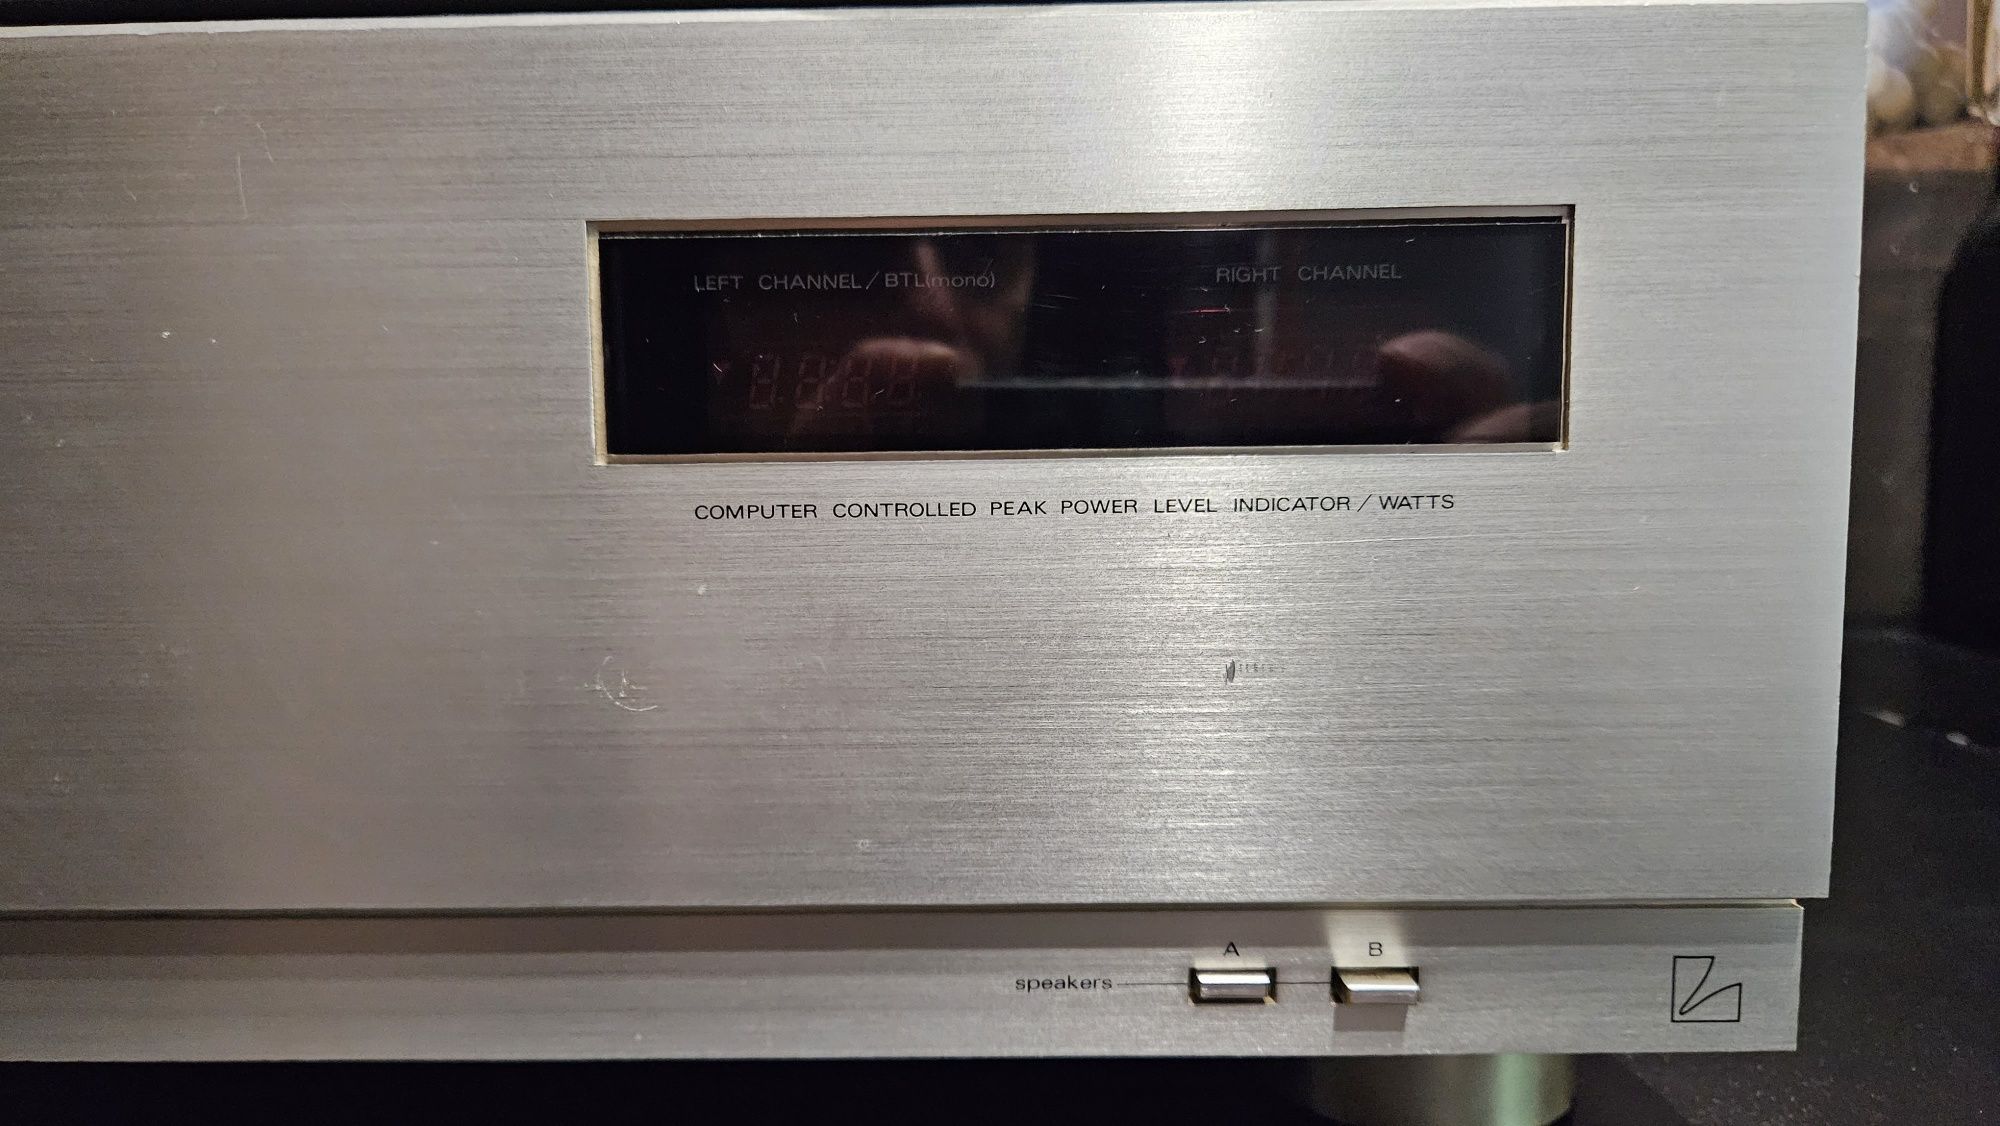 LEFT CHANNEL/BTL(mono) RIGHT CHANNEL
COMPUTER CONTROLLED PEAK POWER LEVEL INDICATOR/WATTS
A B
speakers